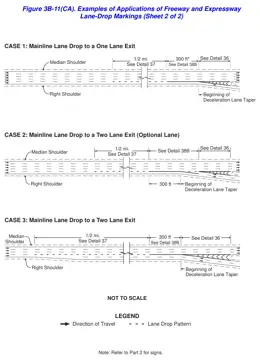 Figure 3B-11(CA). Examples of Applications of Freeway and Expressway
Lane-Drop Markings (Sheet 2 of 2)
CASE 1: Mainline Lane Drop to a One Lane Exit
Median Shoulder
1/2 mi.
See Detail 37
300 ft*
See Detail 38B
See Detail 36
Right Shoulder
Beginning of
Deceleration Lane Taper
CASE 2: Mainline Lane Drop to a Two Lane Exit (Optional Lane)
Median Shoulder
1/2 mi.
See Detail 37
See Detail 38B
See Detail 36
Right Shoulder
300 ft
Beginning of
Deceleration Lane Taper
CASE 3: Mainline Lane Drop to a Two Lane Exit
Median
Shoulder
1/2 mi.
See Detail 37
300 ft
See Detail 38B
See Detail 36
Right Shoulder
Beginning of
Deceleration Lane Taper
NOT TO SCALE
LEGEND
Direction of Travel
Lane Drop Pattern
Note: Refer to Part 2 for signs.